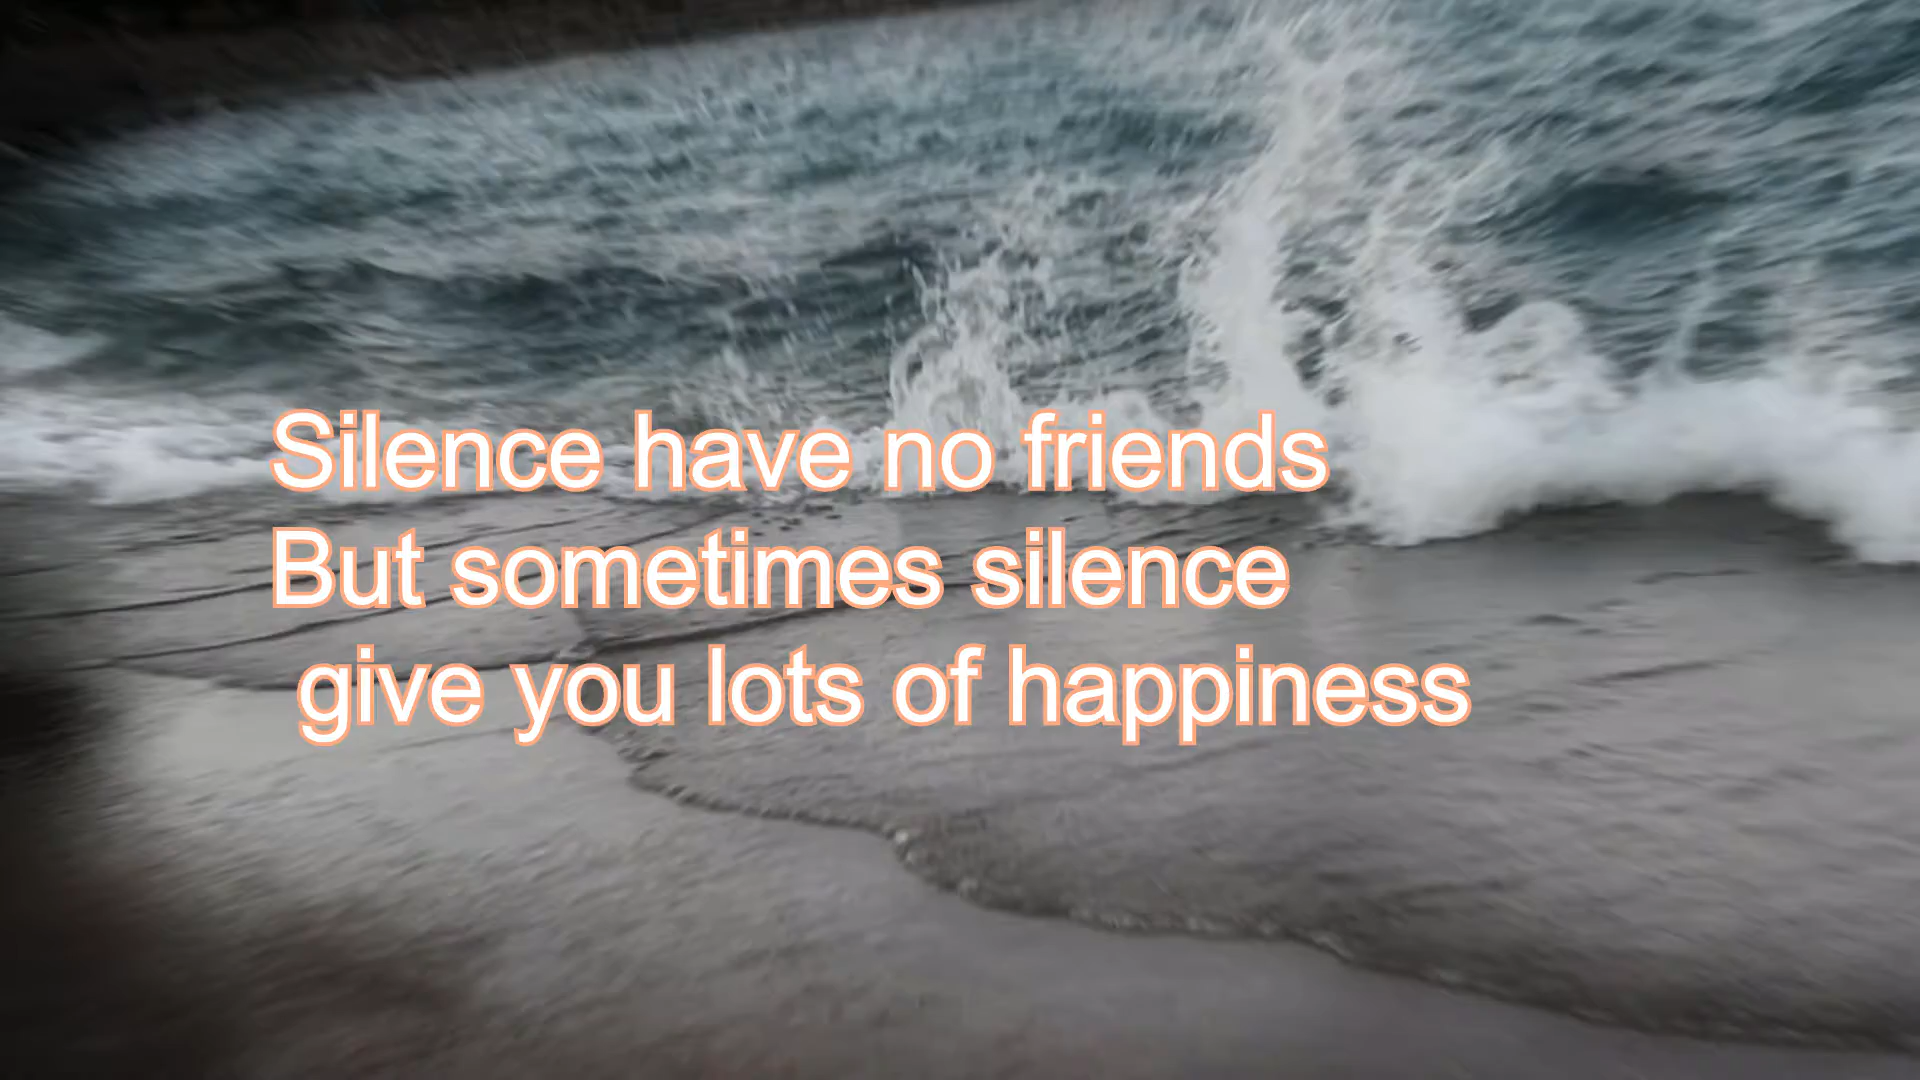 Silence have no friends
But sometimes silence
give you lots of happiness